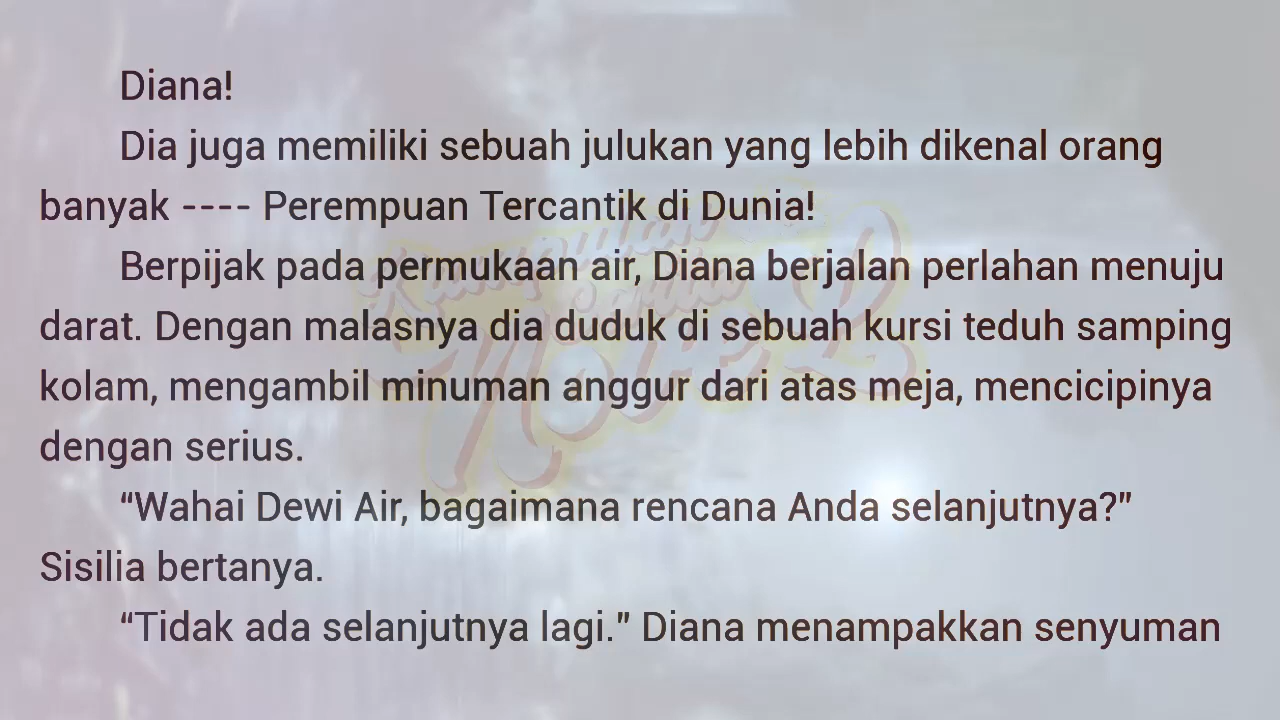 Diana!
Dia juga memiliki sebuah julukan yang lebih dikenal orang
banyak ---- Perempuan Tercantik di Dunia!
Berpijak pada permukaan air, Diana berjalan perlahan menuju
darat. Dengan malasnya dia duduk di sebuah kursi teduh samping
kolam, mengambil minuman anggur dari atas meja, mencicipinya
dengan serius.
“Wahai Dewi Air, bagaimana rencana Anda selanjutnya?”
Sisilia bertanya.
“Tidak ada selanjutnya lagi.” Diana menampakkan senyuman